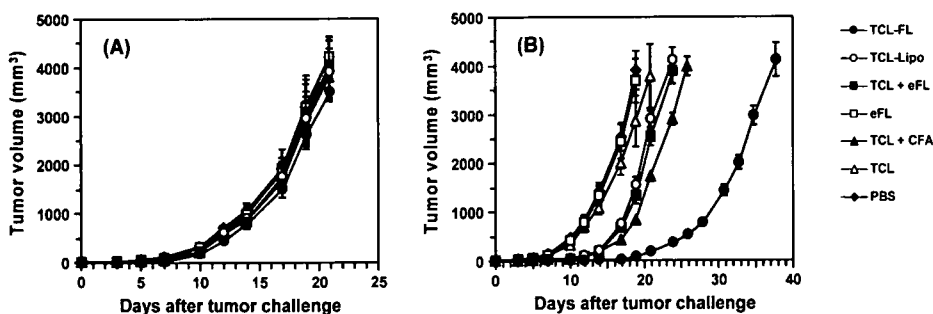 (A)
Tumor volume (mm³)
5000
4000
3000
2000
1000
0
0 5 10 15 20 25
Days after tumor challenge
(B)
Tumor volume (mm³)
5000
4000
3000
2000
1000
0
0 10 20 30 40
Days after tumor challenge
TCL-FL
TCL-Lipo
TCL + eFL
eFL
TCL + CFA
TCL
PBS